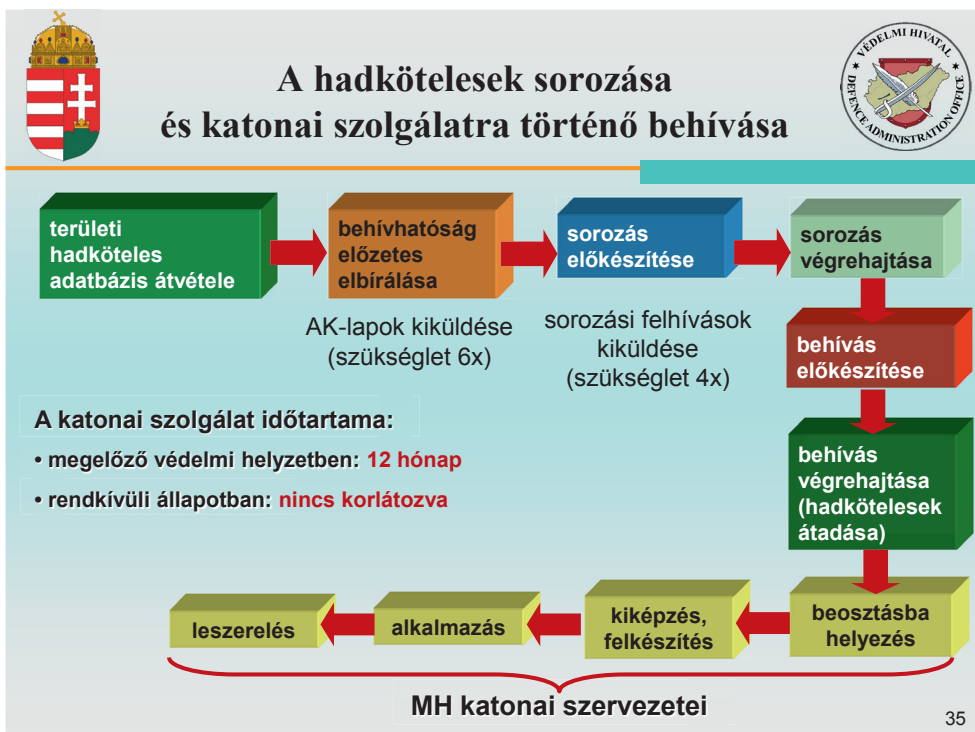 A hadkötelesek sorozása
és katonai szolgálatra történő behívása
VÉDELMI HIVATAL
DEFENCE ADMINISTRATION OFFICE
területi
hadköteles
adatbázis átvétele
behívhatóság
előzetes
elbírálása
sorozás
előkészítése
sorozás
végrehajtása
AK-lapok kiküldése
(szükséglet 6x)
sorozási felhívások
kiküldése
(szükséglet 4x)
behívás
előkészítése
A katonai szolgálat időtartama:
• megelőző védelmi helyzetben: 12 hónap
• rendkívüli állapotban: nincs korlátozva
behívás
végrehajtása
(hadkötelesek
átadása)
beosztásba
helyezés
kiképzés,
felkészítés
alkalmazás
leszerelés
MH katonai szervezetei
35